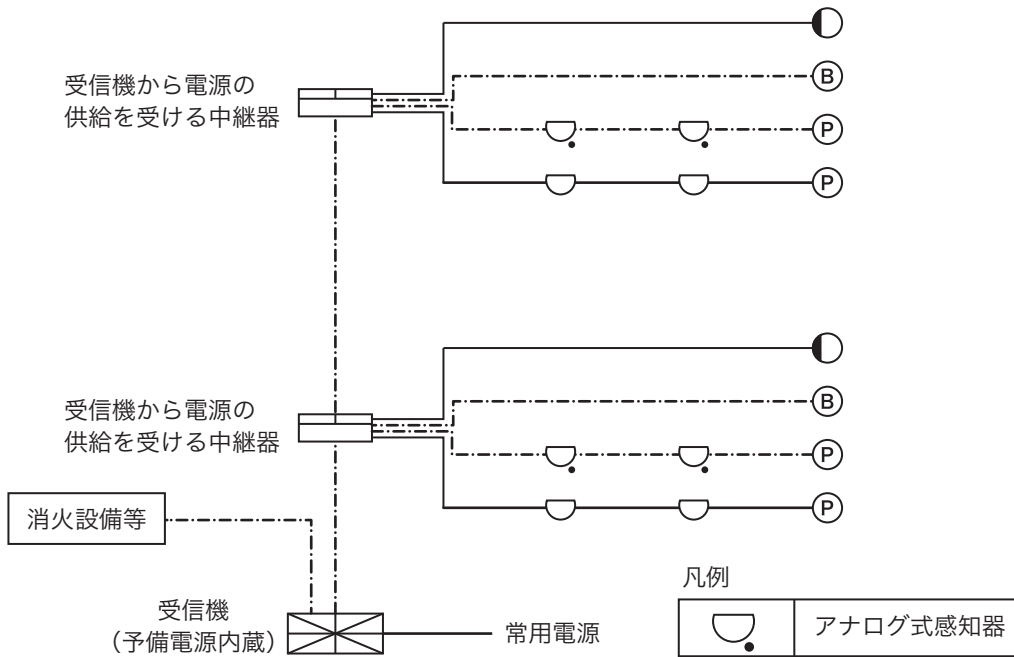 受信機から電源の
供給を受ける中継器
B
P
P
受信機から電源の
供給を受ける中継器
B
P
P
消火設備等
受信機
（予備電源内蔵）
常用電源
凡例
アナログ式感知器